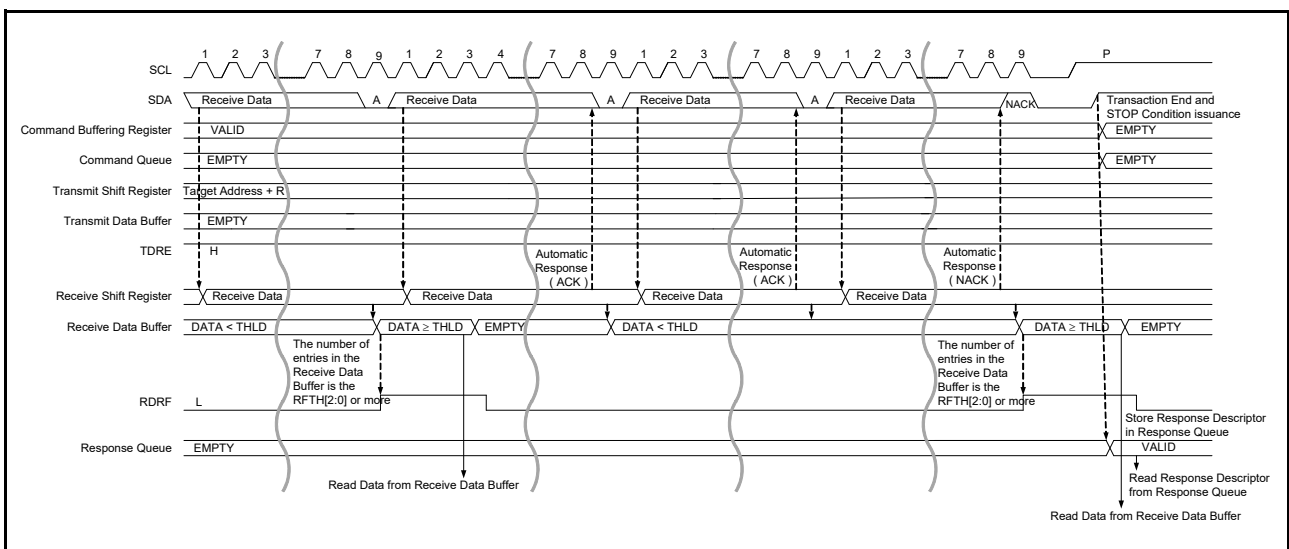 1 2 3 7 8 9 1 2 3 4 7 8 9 1 2 3 7 8 9 1 2 3 7 8 9 P
SCL
SDA Receive Data A Receive Data A Receive Data A Receive Data NACK Transaction End and
STOP Condition issuance
Command Buffering Register VALID EMPTY
Command Queue EMPTY EMPTY
Transmit Shift Register Target Address + R
Transmit Data Buffer EMPTY
TDRE H
Automatic
Response
( ACK )
Automatic
Response
( ACK )
Automatic
Response
( NACK )
Receive Shift Register Receive Data Receive Data Receive Data Receive Data
Receive Data Buffer DATA < THLD DATA ≥ THLD EMPTY DATA < THLD DATA ≥ THLD EMPTY
The number of
entries in the
Receive Data
Buffer is the
RFTH[2:0] or more
The number of
entries in the
Receive Data
Buffer is the
RFTH[2:0] or more
RDRF L
Store Response Descriptor
in Response Queue
Response Queue EMPTY VALID
Read Data from Receive Data Buffer
Read Response Descriptor
from Response Queue
Read Data from Receive Data Buffer